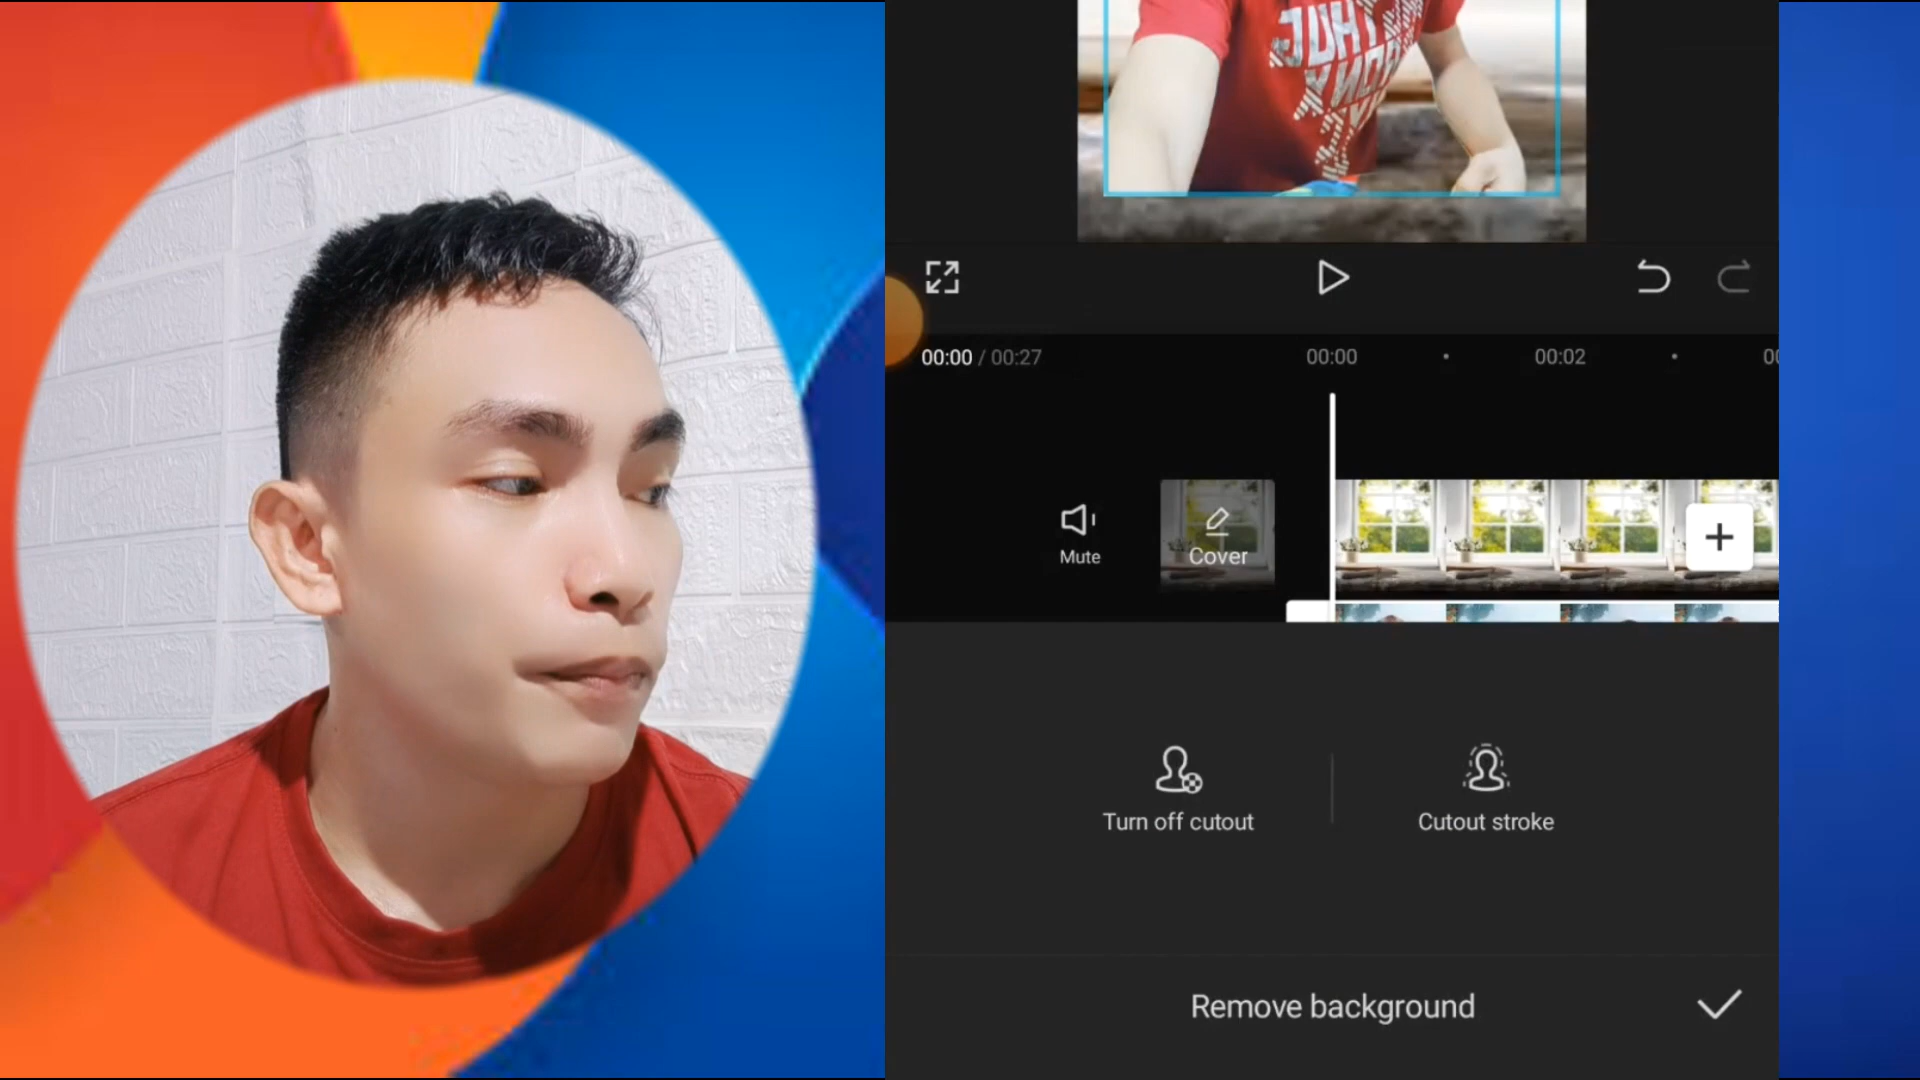 00:00 / 00:27
00:00
00:02
Mute
Cover
Turn off cutout
Cutout stroke
Remove background